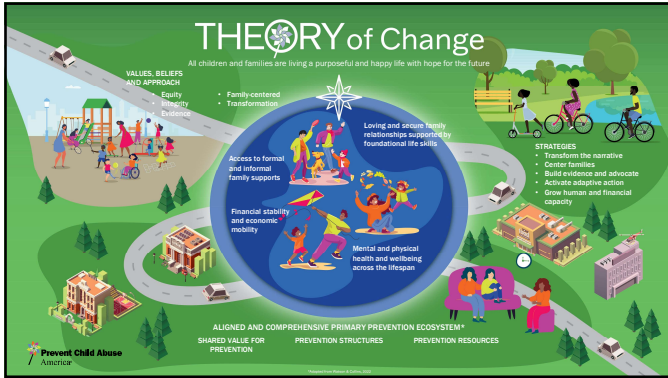 THEORY of Change
All children and families are living a purposeful and happy life with hope for the future
VALUES, BELIEFS
AND APPROACH
• Equity
• Integrity
• Evidence
• Family-centered
• Transformation
Loving and secure family
relationships supported by
foundational life skills
Access to formal
and informal
family supports
Financial stability
and economic
mobility
Mental and physical
health and wellbeing
across the lifespan
STRATEGIES
• Transform the narrative
• Center families
• Build evidence and advocate
• Activate adaptive action
• Grow human and financial
capacity
ALIGNED AND COMPREHENSIVE PRIMARY PREVENTION ECOSYSTEM*
SHARED VALUE FOR
PREVENTION
PREVENTION STRUCTURES
PREVENTION RESOURCES
Prevent Child Abuse
America